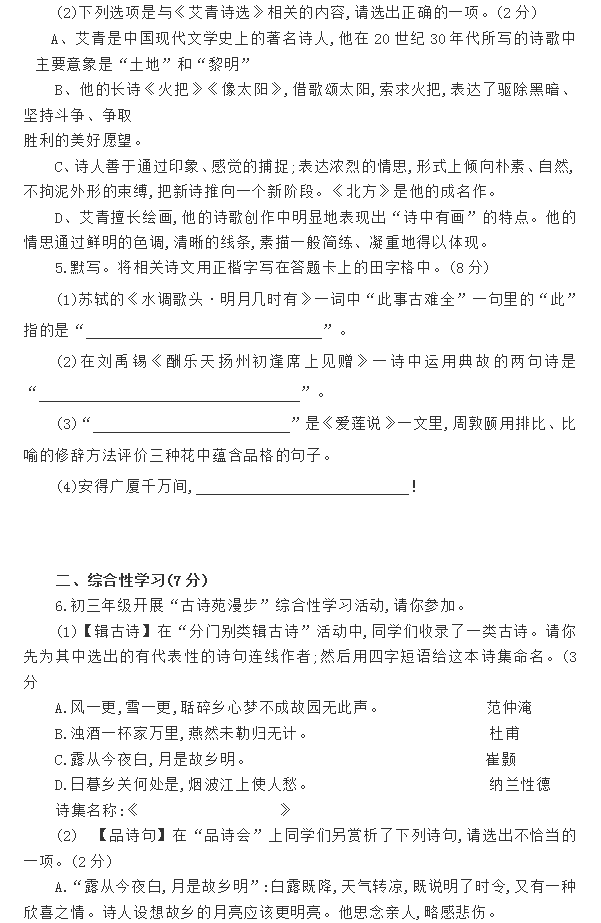 (2)下列选项是与《艾青诗选》相关的内容,请选出正确的一项。(2分)
A、艾青是中国现代文学史上的著名诗人,他在20世纪30年代所写的诗歌中
主要意象是“土地”和“黎明”
B、他的长诗《火把》《像太阳》,借歌颂太阳,索求火把,表达了驱除黑暗、
坚持斗争、争取
胜利的美好愿望。
C、诗人善于通过印象、感觉的捕捉;表达浓烈的情思,形式上倾向朴素、自然,
不拘泥外形的束缚,把新诗推向一个新阶段。《北方》是他的成名作。
D、艾青擅长绘画,他的诗歌创作中明显地表现出“诗中有画”的特点。他的
情思通过鲜明的色调,清晰的线条,素描一般简练、凝重地得以体现。
5.默写。将相关诗文用正楷字写在答题卡上的田字格中。(8分)
(1)苏轼的《水调歌头·明月几时有》一词中“此事古难全”一句里的“此”
指的是“____________________”。
(2)在刘禹锡《酬乐天扬州初逢席上见赠》一诗中运用典故的两句诗是
“____________________”。
(3)“____________________”是《爱莲说》一文里,周敦颐用排比、比
喻的修辞方法评价三种花中蕴含品格的句子。
(4)安得广厦千万间,____________________!
二、综合性学习(7分)
6.初三年级开展“古诗苑漫步”综合性学习活动,请你参加。
(1)【辑古诗】在“分门别类辑古诗”活动中,同学们收录了一类古诗。请你
先为其中选出的有代表性的诗句连线作者;然后用四字短语给这本诗集命名。(3
分
A.风一更,雪一更,聒碎乡心梦不成故园无此声。 范仲淹
B.浊酒一杯家万里,燕然未勒归无计。 杜甫
C.露从今夜白,月是故乡明。 崔颢
D.日暮乡关何处是,烟波江上使人愁。 纳兰性德
诗集名称:《 》
(2) 【品诗句】在“品诗会”上同学们另赏析了下列诗句,请选出不恰当的
一项。(2分)
A.“露从今夜白,月是故乡明”:白露既降,天气转凉,既说明了时令,又有一种
欣喜之情。诗人设想故乡的月亮应该更明亮。他思念亲人,略感悲伤。